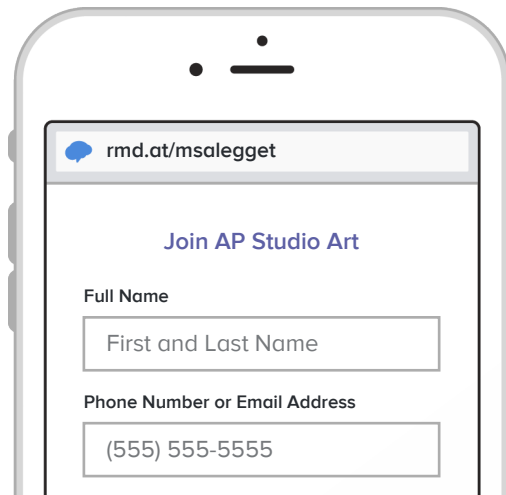 rmd.at/msalegget
Join AP Studio Art
Full Name
First and Last Name
Phone Number or Email Address
(555) 555-5555